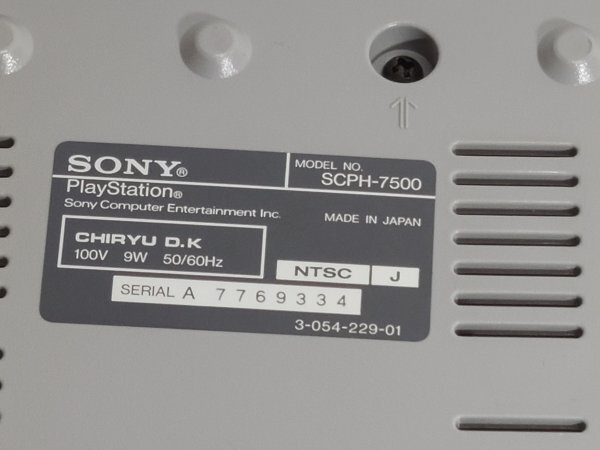 SONY®
MODEL NO.
SCPH-7500
PlayStation®
Sony Computer Entertainment Inc.
MADE IN JAPAN
CHIRYU D.K
100V 9W 50/60Hz
NTSC J
SERIAL A 7769334
3-054-229-01